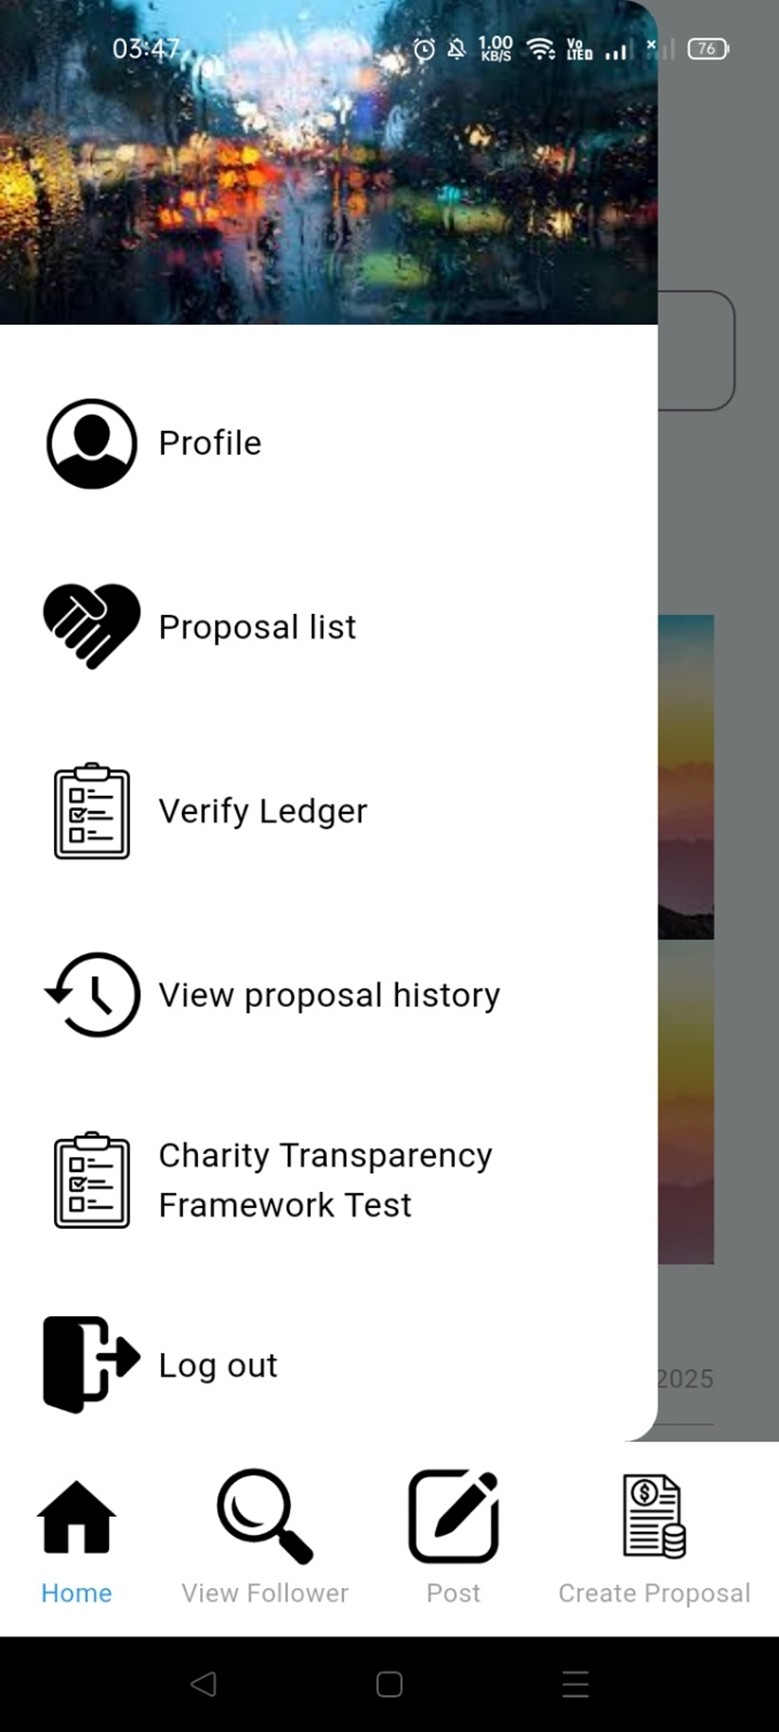 03:47 1.00 KB/S Vo LTED 76
Profile
Proposal list
Verify Ledger
View proposal history
Charity Transparency
Framework Test
2025
Log out
Home View Follower Post Create Proposal